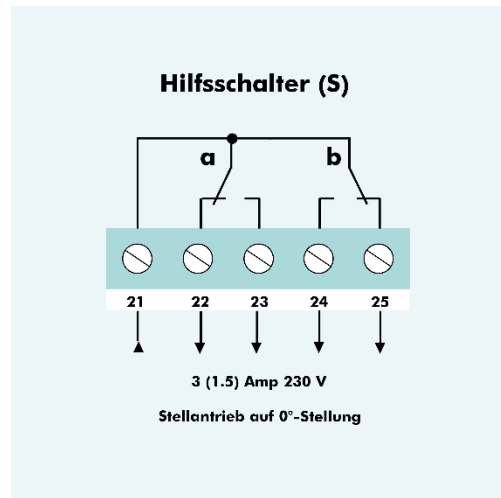 Hilfsschalter (S)
a b
21 22 23 24 25
3 (1.5) Amp 230 V
Stellantrieb auf 0°-Stellung